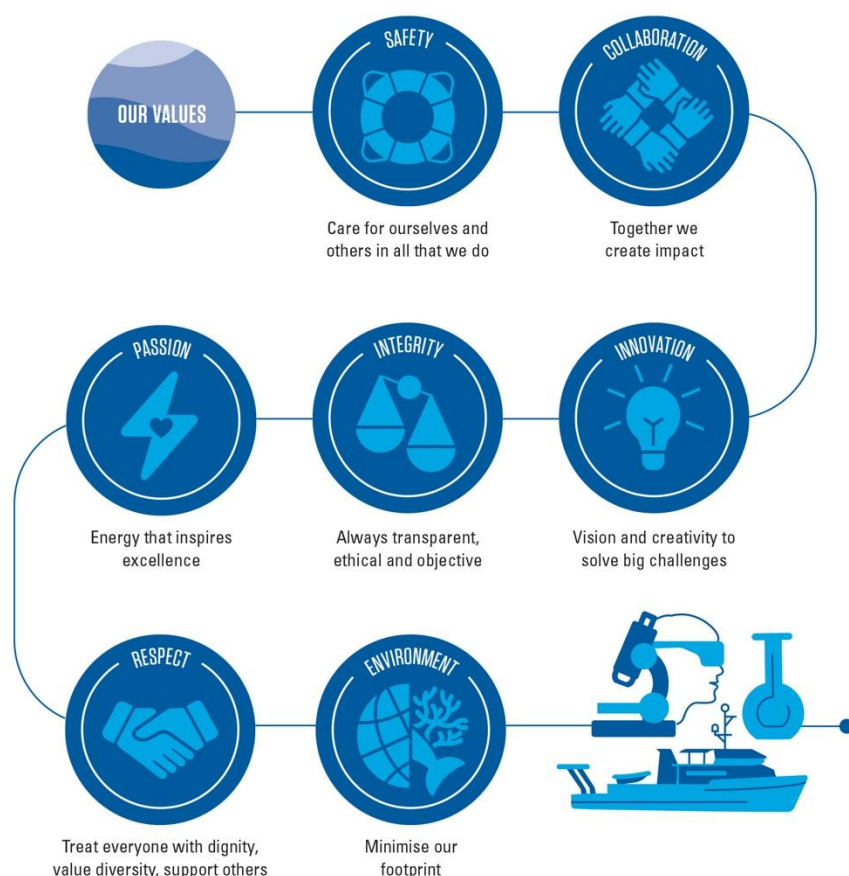 OUR VALUES
SAFETY
Care for ourselves and
others in all that we do
COLLABORATION
Together we
create impact
INNOVATION
Vision and creativity to
solve big challenges
INTEGRITY
Always transparent,
ethical and objective
PASSION
Energy that inspires
excellence
RESPECT
Treat everyone with dignity,
value diversity, support others
ENVIRONMENT
Minimise our
footprint